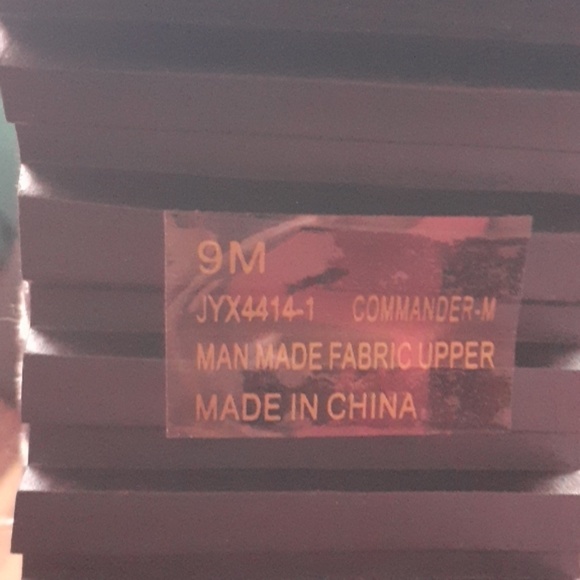 9M
JYX4414-1 COMMANDER-M
MAN MADE FABRIC UPPER
MADE IN CHINA